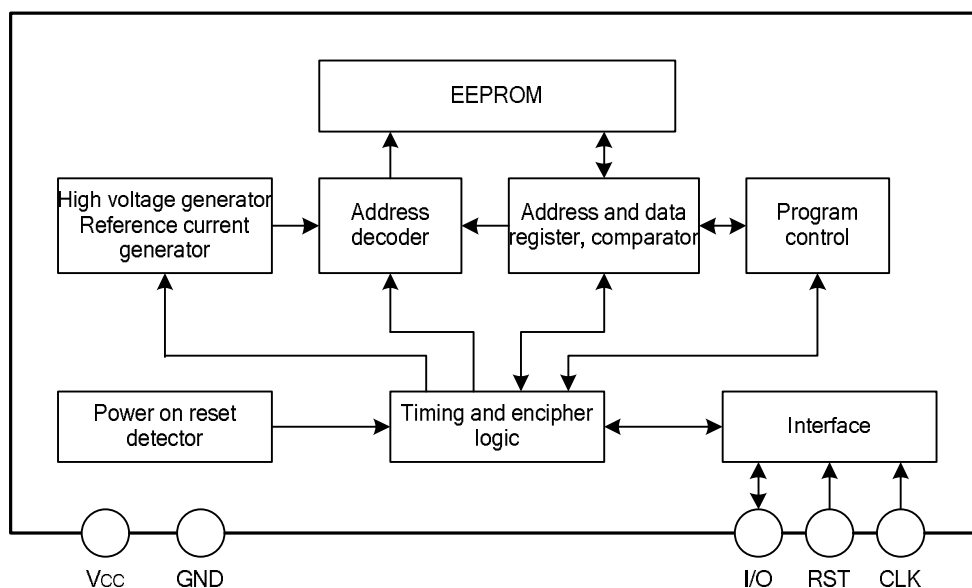 EEPROM
High voltage generator
Reference current
generator
Address
decoder
Address and data
register, comparator
Program
control
Power on reset
detector
Timing and encipher
logic
Interface
Vcc
GND
I/O
RST
CLK